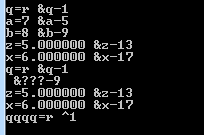 q=r &q-1
a=7 &a-5
b=8 &b-9
z=5.000000 &z-13
x=6.000000 &x-17
q=r &q-1
 &???-9
z=5.000000 &z-13
x=6.000000 &x-17
qqqq=r ^1